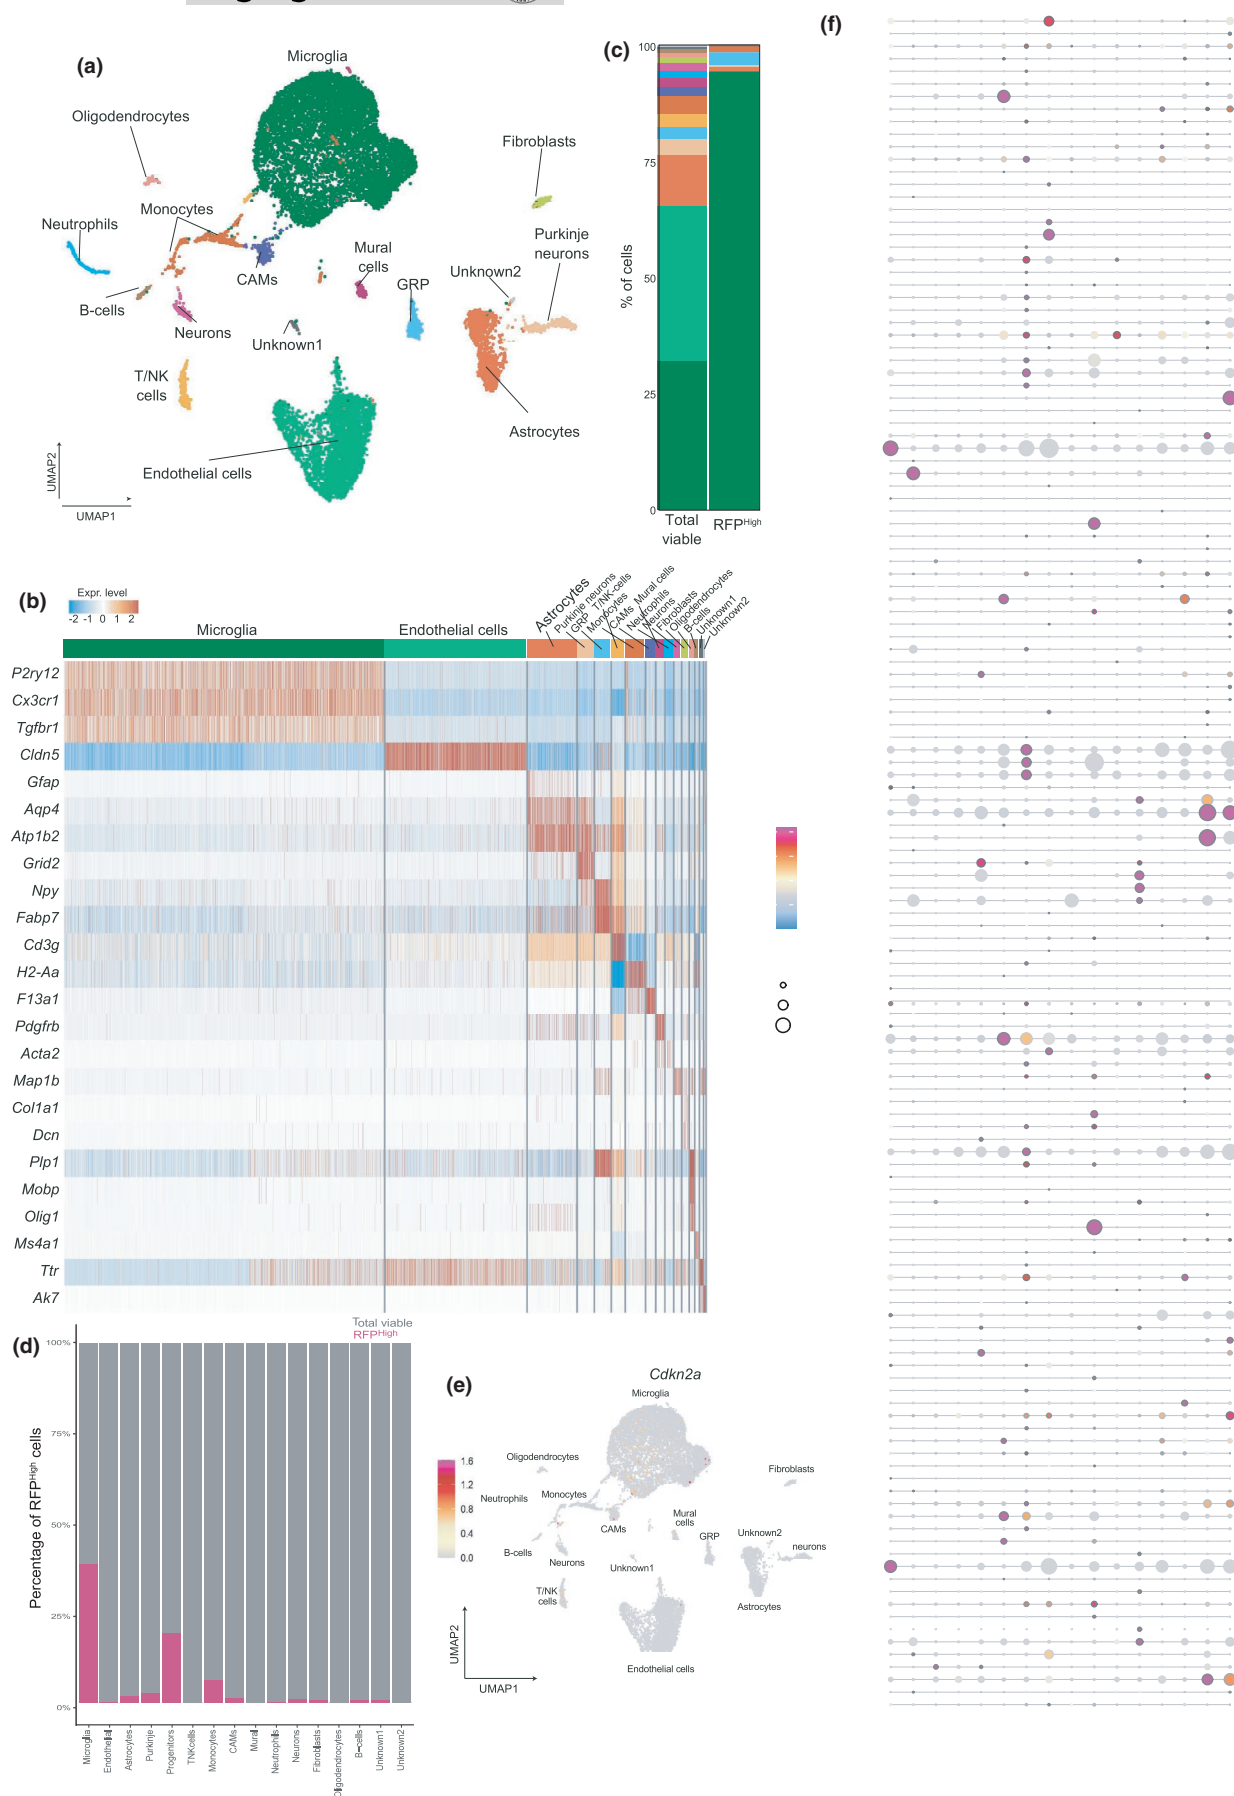 (a)
Microglia
Oligodendrocytes
Fibroblasts
Neutrophils
Monocytes
Purkinje
neurons
CAMs
Mural
cells
GRP
Unknown2
B-cells
Neurons
Unknown1
T/NK
cells
Astrocytes
Endothelial cells
UMAP2
UMAP1
(c)
100
75
50
25
0
% of cells
Total
viable
RFPHigh
(f)
(b)
Expr. level
-2 -1 0 1 2
Microglia
Endothelial cells
Astrocytes
Purkinje neurons
GRP
T/NK-cells
Monocytes
CAMs
Mural cells
Neutrophils
Neurons
Fibroblasts
Oligodendrocytes
B-cells
Unknown1
Unknown2
P2ry12
Cx3cr1
Tgfbr1
Cldn5
Gfap
Aqp4
Atp1b2
Grid2
Npy
Fabp7
Cd3g
H2-Aa
F13a1
Pdgfrb
Acta2
Map1b
Col1a1
Dcn
Plp1
Mobp
Olig1
Ms4a1
Ttr
Ak7
(d)
Total viable
RFPHigh
100%
75%
50%
25%
0%
Percentage of RFPHigh cells
Microglia
Endothelial
Astrocytes
Purkinje
Progenitors
TNKcells
Monocytes
CAMs
Mural
Neutrophils
Neurons
Fibroblasts
Oligodendrocytes
B-cells
Unknown1
Unknown2
(e)
Cdkn2a
1.6
1.2
0.8
0.4
0.0
Microglia
Oligodendrocytes
Fibroblasts
Neutrophils
Monocytes
CAMs
Mural
cells
GRP
Unknown2
neurons
B-cells
Neurons
Unknown1
T/NK
cells
Astrocytes
Endothelial cells
UMAP2
UMAP1